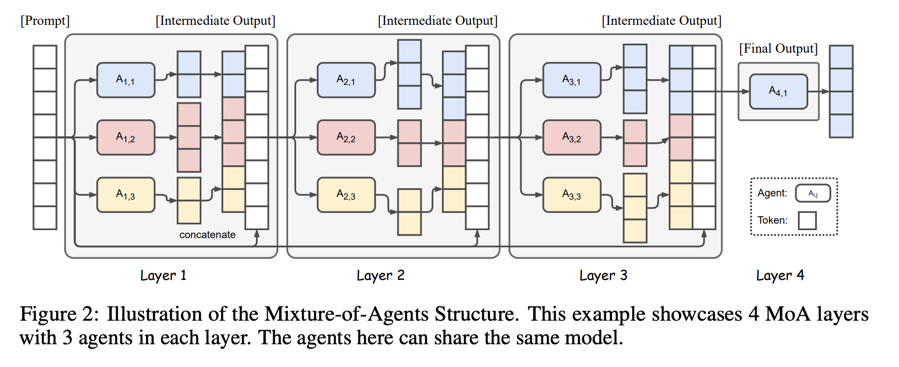 [Prompt]
[Intermediate Output]
[Intermediate Output]
[Intermediate Output]
[Final Output]
A1,1
A2,1
A3,1
A4,1
A1,2
A2,2
A3,2
A1,3
A2,3
A3,3
Agent:
Ai,j
Token:
concatenate
Layer 1
Layer 2
Layer 3
Layer 4
Figure 2: Illustration of the Mixture-of-Agents Structure. This example showcases 4 MoA layers
with 3 agents in each layer. The agents here can share the same model.